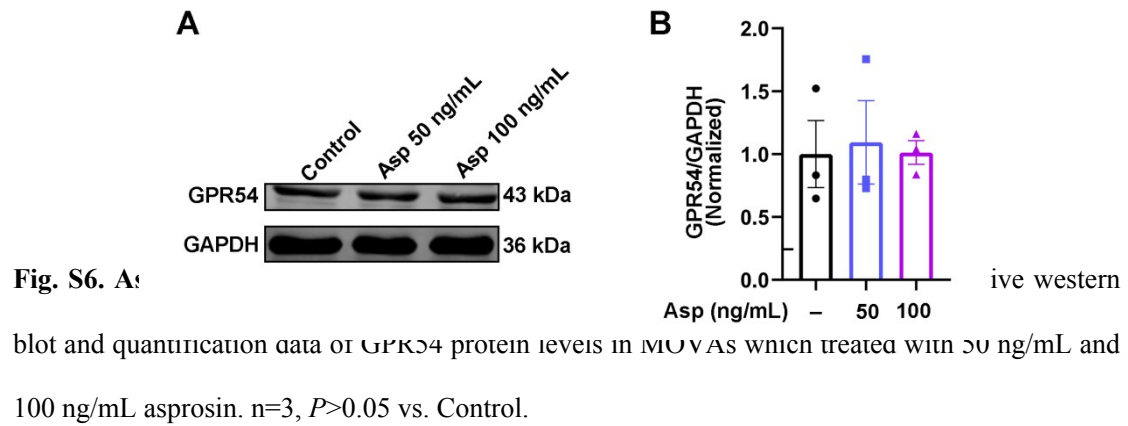 A
B
Control
Asp 50 ng/mL
Asp 100 ng/mL
GPR54
43 kDa
GAPDH
36 kDa
2.0
1.5
1.0
0.5
0.0
GPR54/GAPDH
(Normalized)
Asp (ng/mL) – 50 100
Fig. S6. As ive western
blot and quantification data of GPR54 protein levels in MOVAs which treated with 50 ng/mL and
100 ng/mL asprosin. n=3, P>0.05 vs. Control.